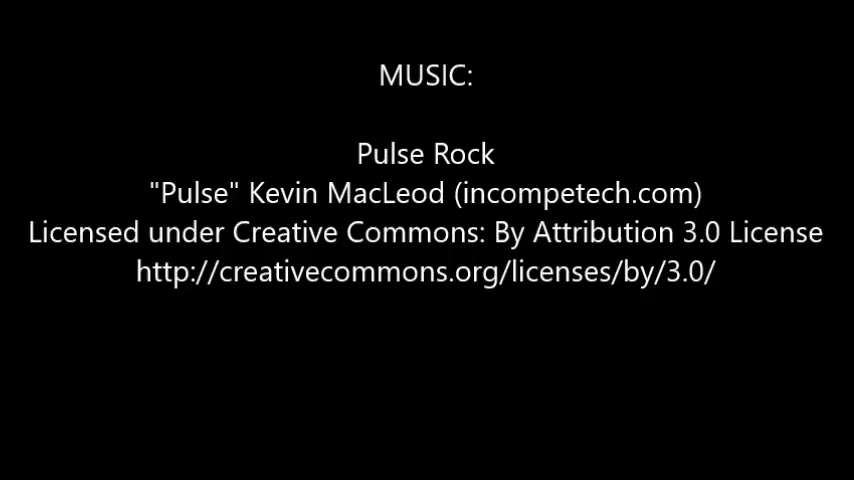 MUSIC:
Pulse Rock
"Pulse" Kevin MacLeod (incompetech.com)
Licensed under Creative Commons: By Attribution 3.0 License
http://creativecommons.org/licenses/by/3.0/